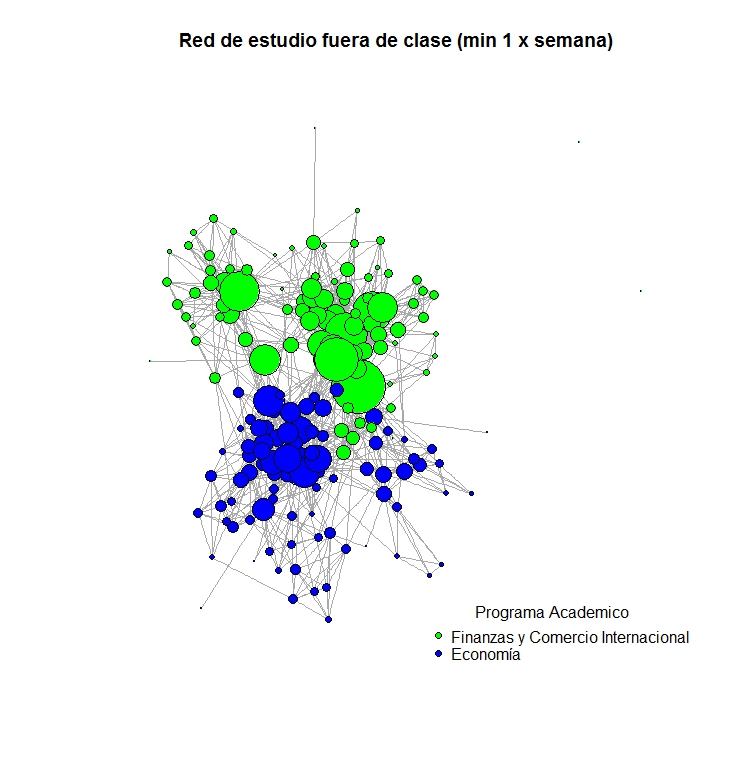 Red de estudio fuera de clase (min 1 x semana)
Programa Academico
Finanzas y Comercio Internacional
Economía